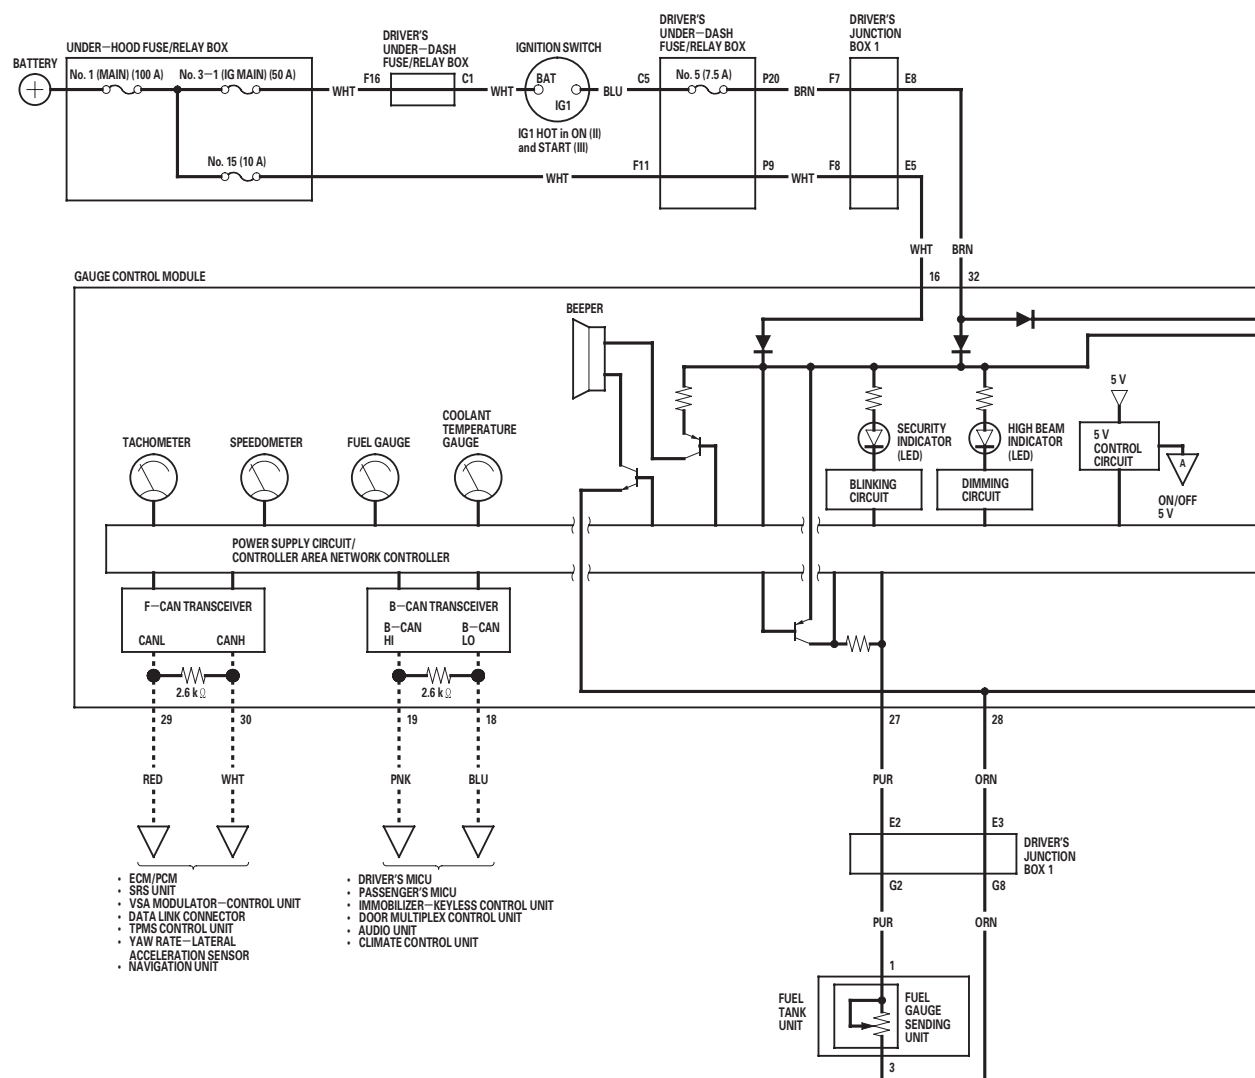 BATTERY
UNDER—HOOD FUSE/RELAY BOX
No. 1 (MAIN) (100 A)
No. 3—1 (IG MAIN) (50 A)
No. 15 (10 A)
WHT
F16
DRIVER'S
UNDER—DASH
FUSE/RELAY BOX
C1
WHT
IGNITION SWITCH
BAT
IG1
IG1 HOT in ON (II)
and START (III)
BLU
C5
DRIVER'S
UNDER—DASH
FUSE/RELAY BOX
No. 5 (7.5 A)
P20
BRN
F7
DRIVER'S
JUNCTION
BOX 1
E8
WHT
F11
P9
WHT
F8
E5
WHT
BRN
16
32
GAUGE CONTROL MODULE
BEEPER
TACHOMETER
SPEEDOMETER
FUEL GAUGE
COOLANT
TEMPERATURE
GAUGE
SECURITY
INDICATOR
(LED)
HIGH BEAM
INDICATOR
(LED)
BLINKING
CIRCUIT
DIMMING
CIRCUIT
5 V
5 V
CONTROL
CIRCUIT
A
ON/OFF
5 V
POWER SUPPLY CIRCUIT/
CONTROLLER AREA NETWORK CONTROLLER
F—CAN TRANSCEIVER
CANL
CANH
B—CAN TRANSCEIVER
B—CAN
HI
B—CAN
LO
2.6 k Ω
2.6 k Ω
29
30
19
18
27
28
RED
WHT
PNK
BLU
PUR
ORN
• ECM/PCM
• SRS UNIT
• VSA MODULATOR—CONTROL UNIT
• DATA LINK CONNECTOR
• TPMS CONTROL UNIT
• YAW RATE—LATERAL
ACCELERATION SENSOR
• NAVIGATION UNIT
• DRIVER'S MICU
• PASSENGER'S MICU
• IMMOBILIZER—KEYLESS CONTROL UNIT
• DOOR MULTIPLEX CONTROL UNIT
• AUDIO UNIT
• CLIMATE CONTROL UNIT
E2
E3
DRIVER'S
JUNCTION
BOX 1
G2
G8
PUR
ORN
1
FUEL
TANK
UNIT
FUEL
GAUGE
SENDING
UNIT
3